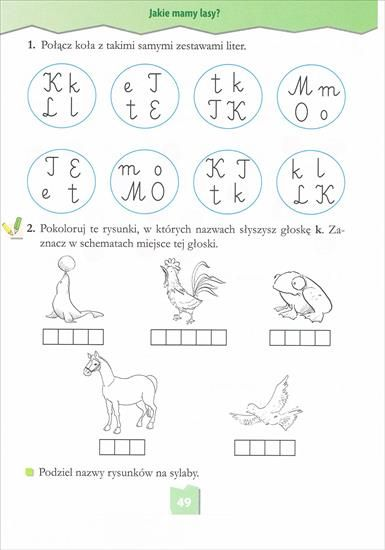 Jakie mamy lasy?
1. Połącz koła z takimi samymi zestawami liter.
K k e T t k M m
Ł l t E T K O o
T E m o K T k l
e t M O t k Ł K
2. Pokoloruj te rysunki, w których nazwach słyszysz głoskę k. Za-
znacz w schematach miejsce tej głoski.
Podziel nazwy rysunków na sylaby.
49